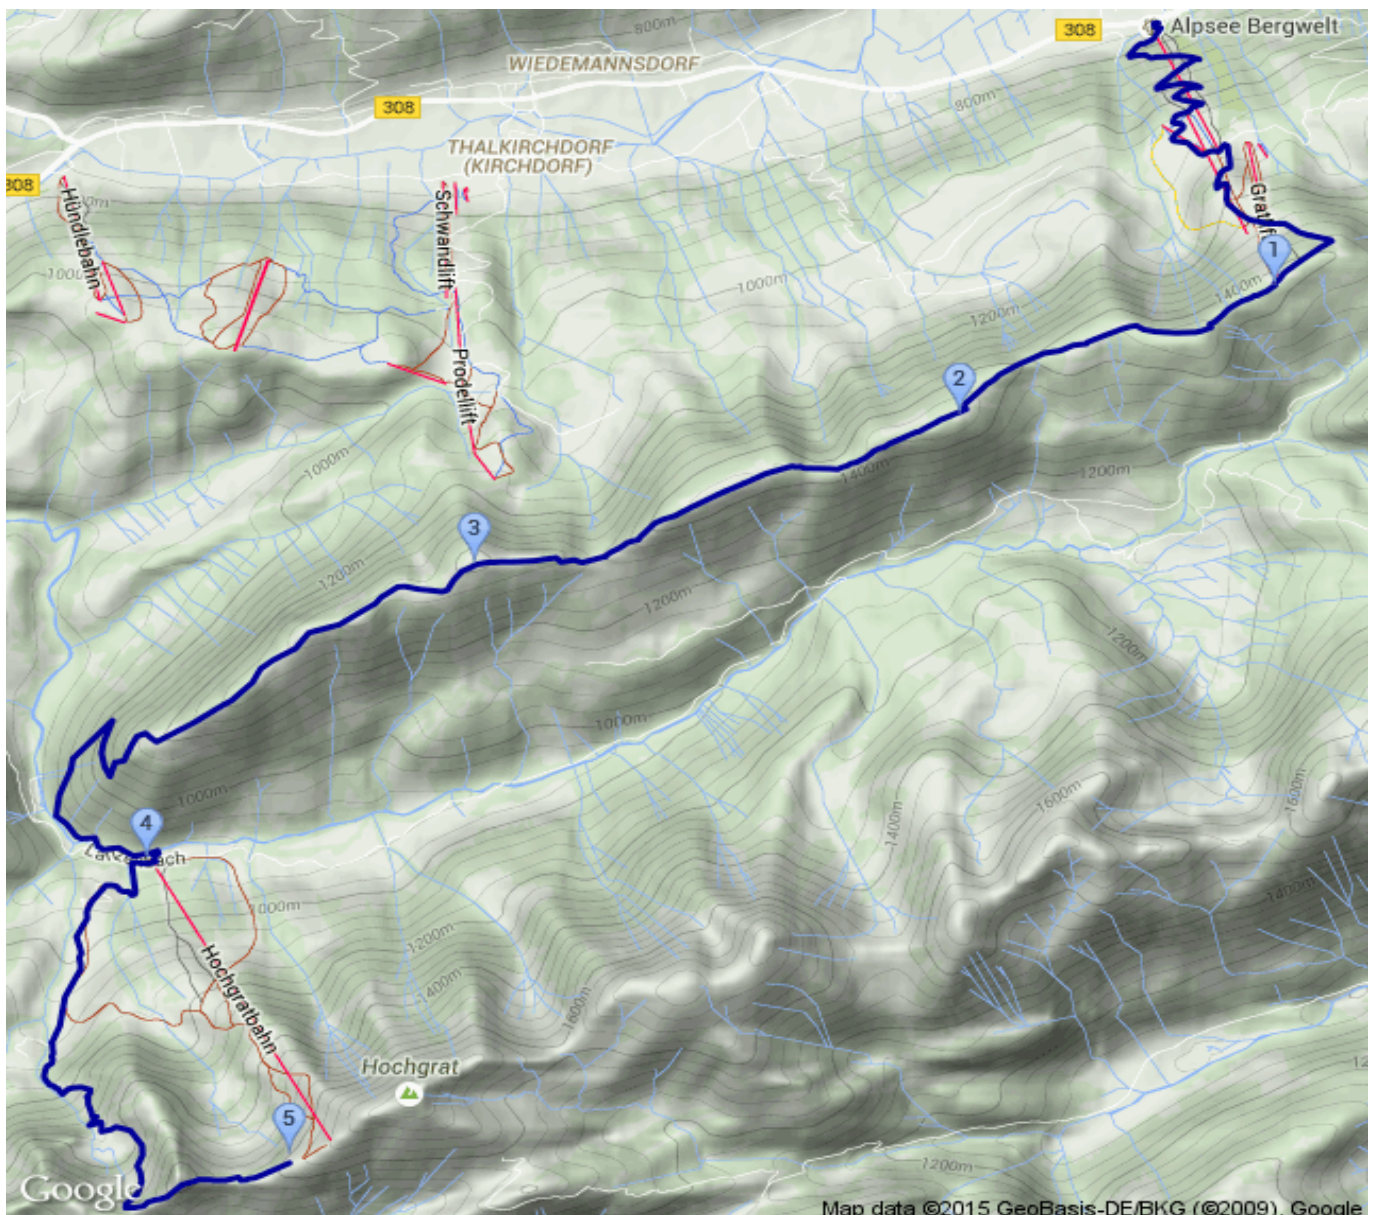 800m
308
Alpsee Bergwelt
WIEDEMANNSDORF
308
800m
THALKIRCHDORF
(KIRCHDORF)
308
Hündlebahn
Schwandlift
1
1000m
1400m
1200m
Prodellift
2
1000m
1400m
1200m
3
1200m
1200m
1200m
1000m
1600m
1600m
1000m
4
1400m
1000m
1200m
1400m
1400m
1600m
Hochgratbahn
Hochgrat
5
1200m
Google
Map data ©2015 GeoBasis-DE/BKG (©2009), Google